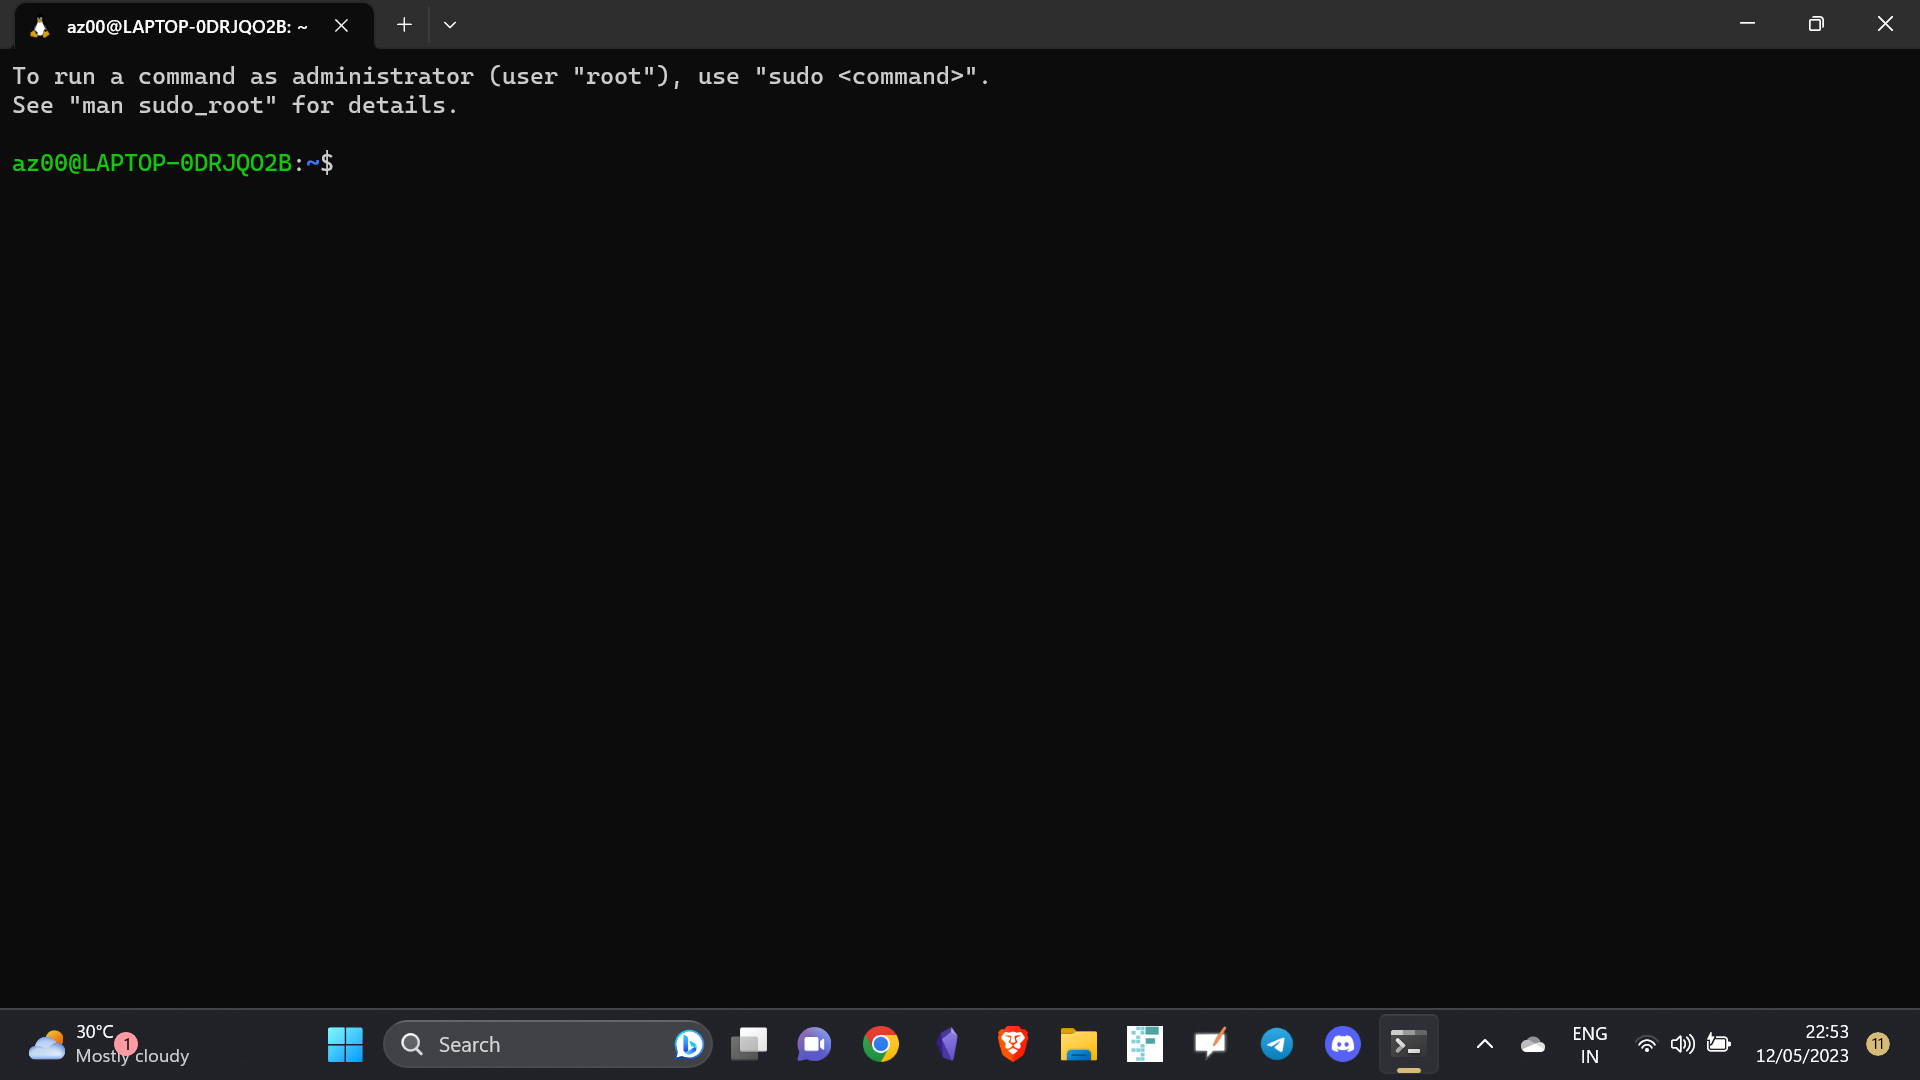 az00@LAPTOP-0DRJQO2B: ~
To run a command as administrator (user "root"), use "sudo <command>".
See "man sudo_root" for details.
az00@LAPTOP-0DRJQO2B:~$
30°C
1
Mostly cloudy
Search
ENG
IN
22:53
12/05/2023
11